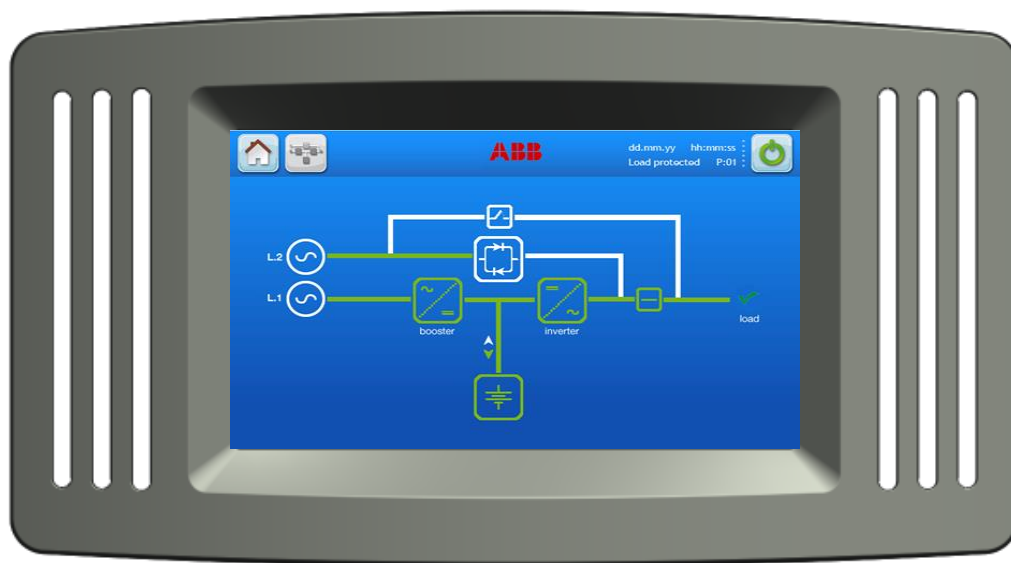 ABB
dd.mm.yy hh:mm:ss
Load protected P:01
L.2
L.1
booster
inverter
load